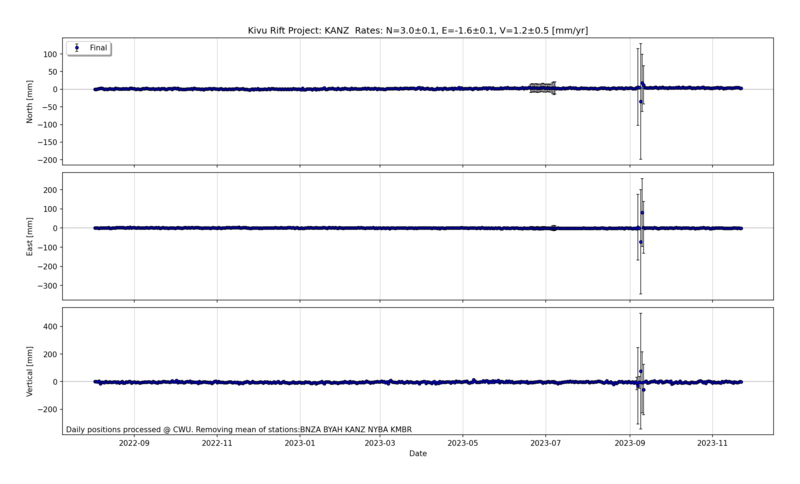 Kivu Rift Project: KANZ  Rates: N=3.0±0.1, E=-1.6±0.1, V=1.2±0.5 [mm/yr]
Final
North [mm]
100
50
0
−50
−100
−150
−200
East [mm]
200
100
0
−100
−200
−300
Vertical [mm]
400
200
0
−200
Daily positions processed @ CWU. Removing mean of stations:BNZA BYAH KANZ NYBA KMBR
2022-09 2022-11 2023-01 2023-03 2023-05 2023-07 2023-09 2023-11
Date